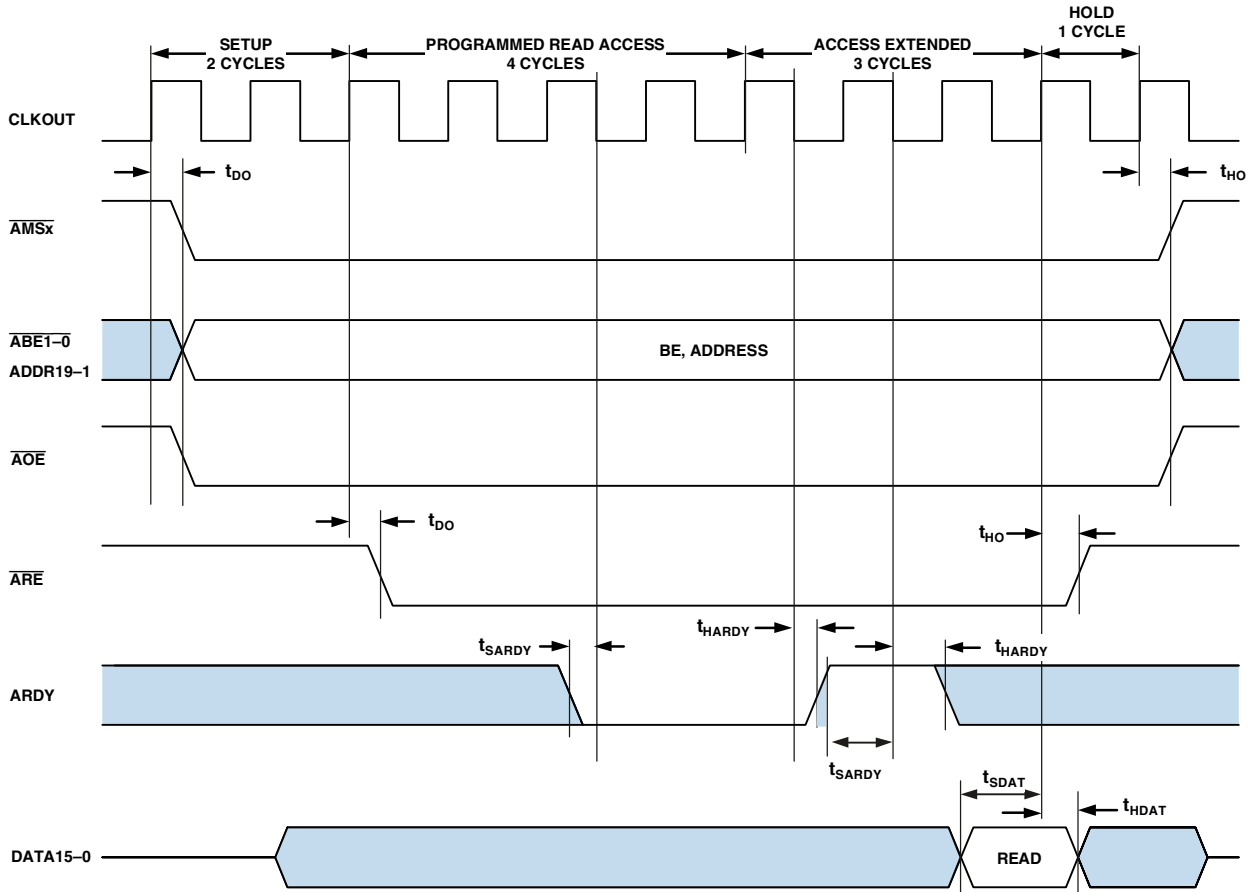 SETUP
2 CYCLES
PROGRAMMED READ ACCESS
4 CYCLES
ACCESS EXTENDED
3 CYCLES
HOLD
1 CYCLE
CLKOUT
tDO
tHO
AMSx
ABE1–0
ADDR19–1
BE, ADDRESS
AOE
tDO
tHO
ARE
tSARDY
tHARDY
tHARDY
ARDY
tSARDY
tSDAT
tHDAT
DATA15–0
READ